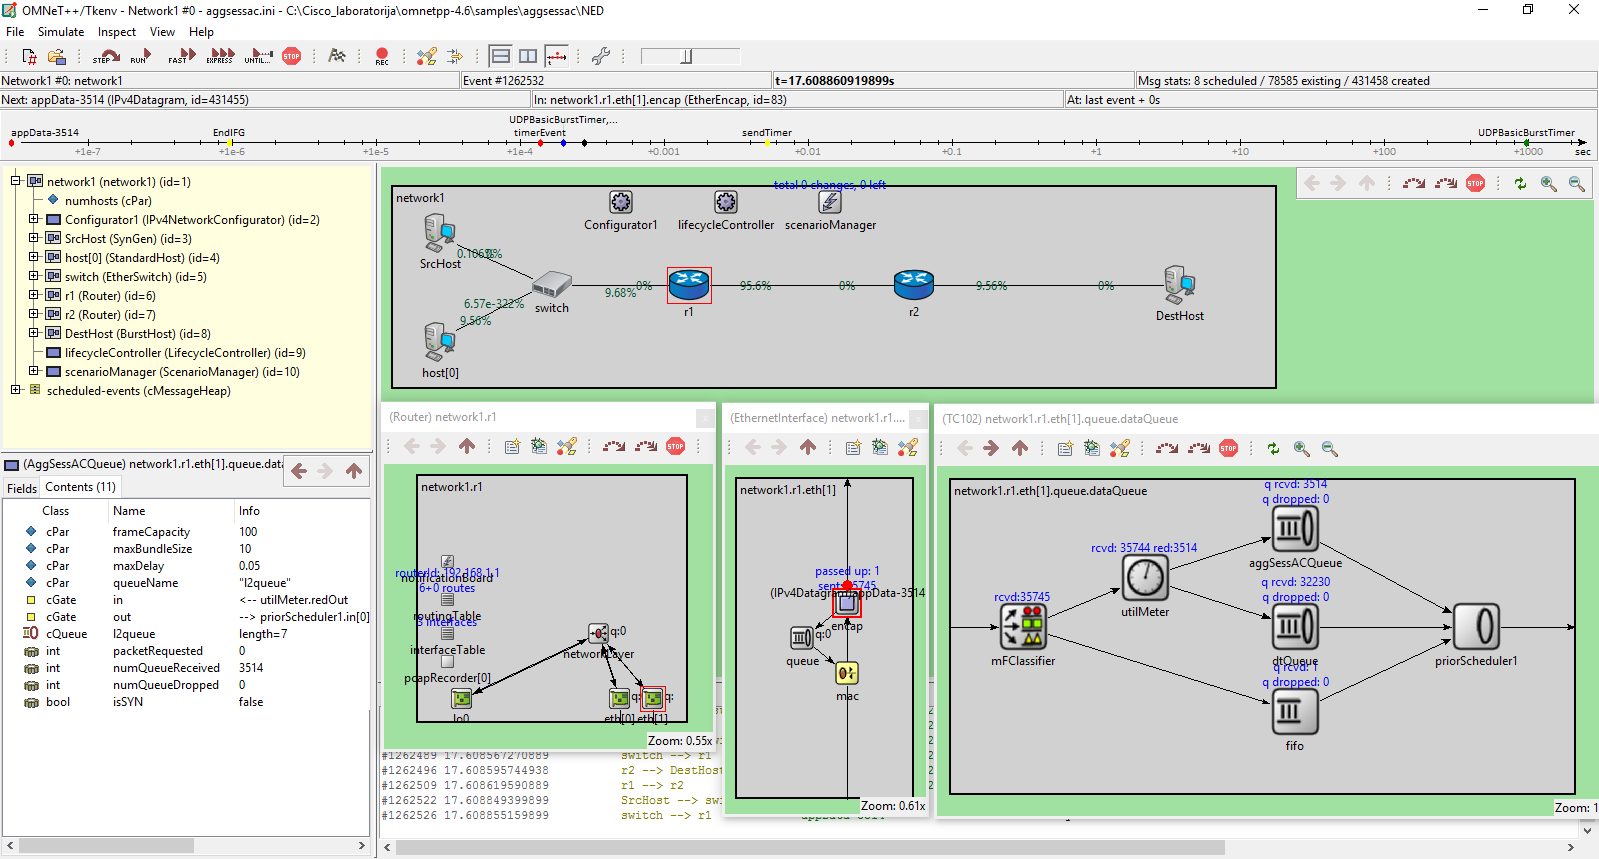 OMNeT++/Tkenv - Network1 #0 - aggsessac.ini - C:\Cisco_laboratorija\omnetpp-4.6\samples\aggsessac\NED
File Simulate Inspect View Help
STEP RUN FAST EXPRESS UNTIL... STOP REC
Network1 #0: network1 Event #1262532 t=17.608860919899s Msg stats: 8 scheduled / 78585 existing / 431458 created
Next: appData-3514 (IPv4Datagram, id=431455) In: network1.r1.eth[1].encap (EtherEncap, id=83) At: last event + 0s
UDPBasicBurstTimer,...
appData-3514 EndIFG timerEvent sendTimer UDPBasicBurstTimer
+1e-7 +1e-6 +1e-5 +1e-4 +0.001 +0.01 +0.1 +1 +10 +100 +1000 sec
network1 (network1) (id=1)
numhosts (cPar)
Configurator1 (IPv4NetworkConfigurator) (id=2)
SrcHost (SynGen) (id=3)
host[0] (StandardHost) (id=4)
switch (EtherSwitch) (id=5)
r1 (Router) (id=6)
r2 (Router) (id=7)
DestHost (BurstHost) (id=8)
lifecycleController (LifecycleController) (id=9)
scenarioManager (ScenarioManager) (id=10)
scheduled-events (cMessageHeap)
total 0 changes, 0 left
STOP
network1
Configurator1 lifecycleController scenarioManager
SrcHost
switch
9.68% 0% r1 95.6% 0% r2 9.56% 0% DestHost
6.57e-322%
9.56%
host[0]
(AggSessACQueue) network1.r1.eth[1].queue.data
Fields Contents (11)
Class Name Info
cPar frameCapacity 100
cPar maxBundleSize 10
cPar maxDelay 0.05
cPar queueName "l2queue"
cGate in <-- utilMeter.redOut
cGate out --> priorScheduler1.in[0]
cQueue l2queue length=7
int packetRequested 0
int numQueueReceived 3514
int numQueueDropped 0
bool isSYN false
(Router) network1.r1
STOP
network1.r1
routerId: 192.168.1.1
notificationBoard
6+0 routes
routingTable
3 interfaces
interfaceTable
pcapRecorder[0]
q:0
networkLayer
lo0
eth[0] q:
eth[1] q:
Zoom: 0.55x
(EthernetInterface) network1.r1....
network1.r1.eth[1]
passed up: 1
(IPv4Datagram)appData-3514
encap
q:0
queue
mac
Zoom: 0.61x
(TC102) network1.r1.eth[1].queue.dataQueue
STOP
network1.r1.eth[1].queue.dataQueue
q rcvd: 3514
q dropped: 0
aggSessACQueue
rcvd: 35744 red:3514
utilMeter
rcvd:35745
mFClassifier
q rcvd: 32230
q dropped: 0
dtQueue
q rcvd: 1
q dropped: 0
fifo
priorScheduler1
Zoom: 1
#1262489 17.608567270889 switch --> r1
#1262496 17.608595744938 r2 --> DestHost
#1262509 17.608619590889 r1 --> r2
#1262522 17.608849399899 SrcHost --> swi
#1262526 17.608855159899 switch --> r1